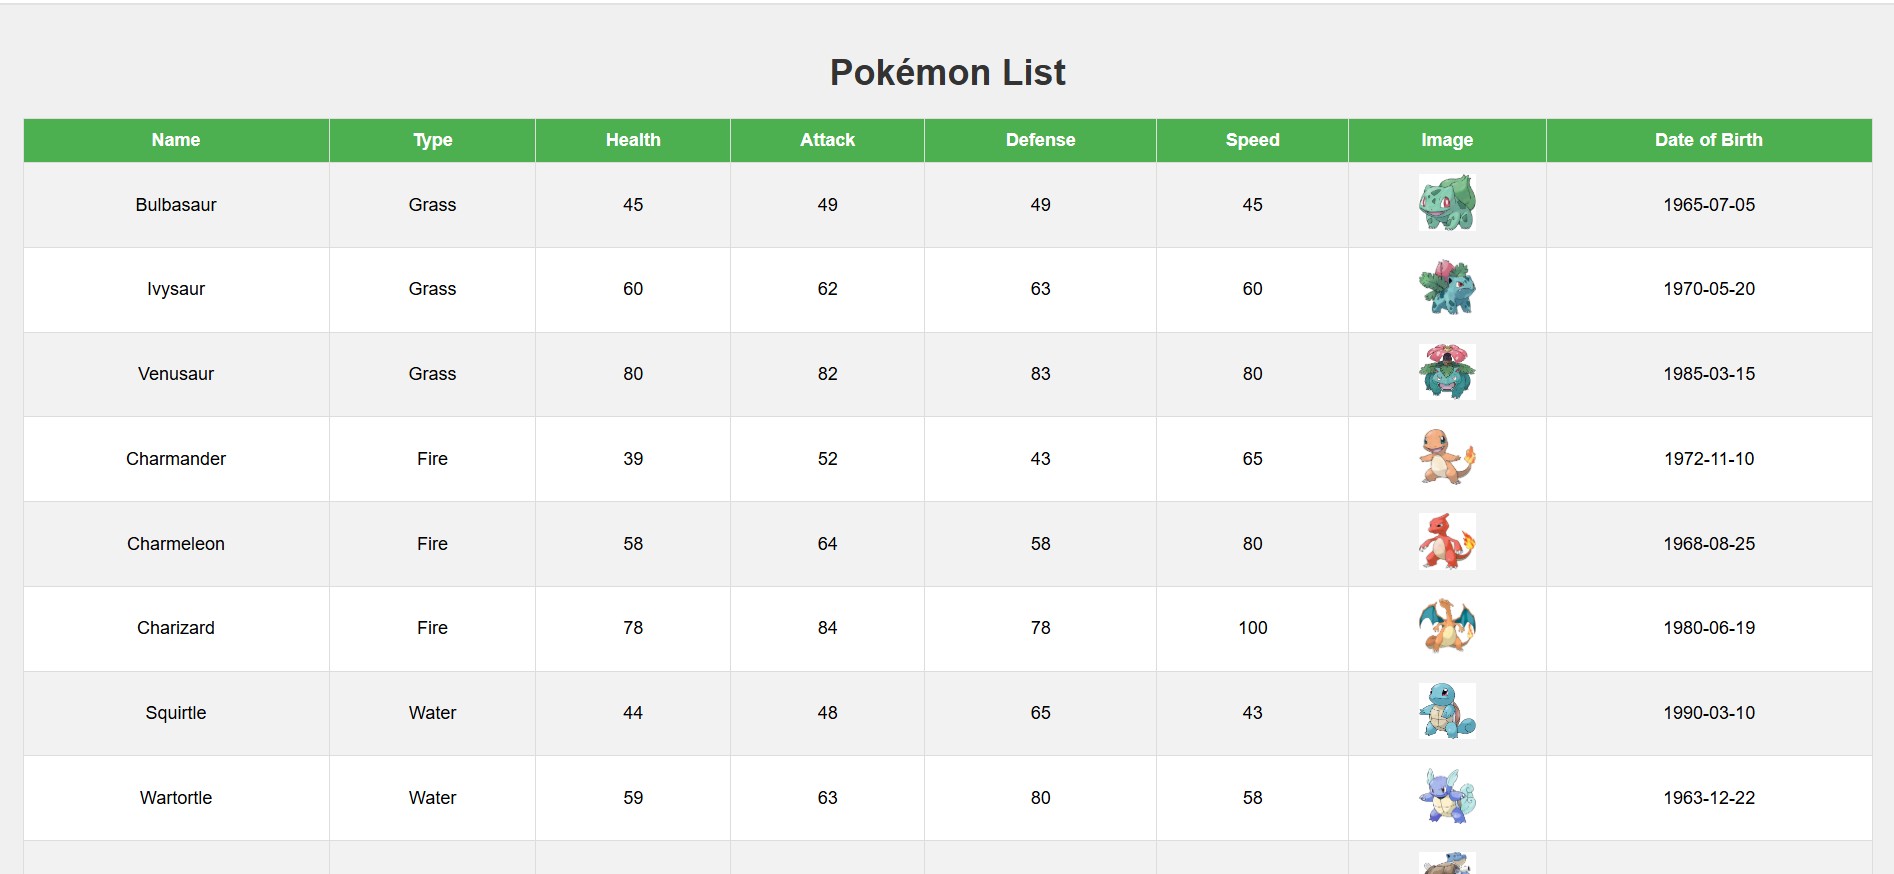 Pokémon List
Name Type Health Attack Defense Speed Image Date of Birth
Bulbasaur Grass 45 49 49 45 1965-07-05
Ivysaur Grass 60 62 63 60 1970-05-20
Venusaur Grass 80 82 83 80 1985-03-15
Charmander Fire 39 52 43 65 1972-11-10
Charmeleon Fire 58 64 58 80 1968-08-25
Charizard Fire 78 84 78 100 1980-06-19
Squirtle Water 44 48 65 43 1990-03-10
Wartortle Water 59 63 80 58 1963-12-22